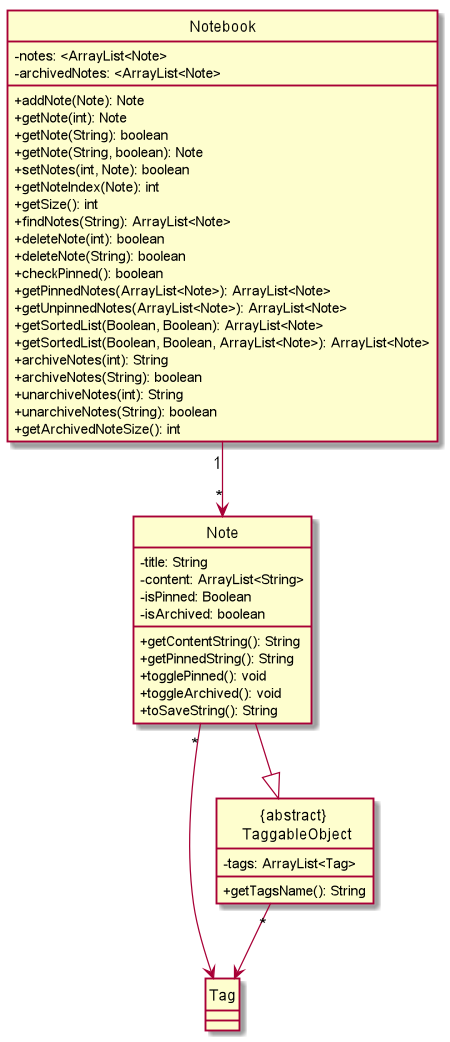 Notebook
-notes: <ArrayList<Note>
-archivedNotes: <ArrayList<Note>
+addNote(Note): Note
+getNote(int): Note
+getNote(String): boolean
+getNote(String, boolean): Note
+setNotes(int, Note): boolean
+getNoteIndex(Note): int
+getSize(): int
+findNotes(String): ArrayList<Note>
+deleteNote(int): boolean
+deleteNote(String): boolean
+checkPinned(): boolean
+getPinnedNotes(ArrayList<Note>): ArrayList<Note>
+getUnpinnedNotes(ArrayList<Note>): ArrayList<Note>
+getSortedList(Boolean, Boolean): ArrayList<Note>
+getSortedList(Boolean, Boolean, ArrayList<Note>): ArrayList<Note>
+archiveNotes(int): String
+archiveNotes(String): boolean
+unarchiveNotes(int): String
+unarchiveNotes(String): boolean
+getArchivedNoteSize(): int
1
*
Note
-title: String
-content: ArrayList<String>
-isPinned: Boolean
-isArchived: boolean
+getContentString(): String
+getPinnedString(): String
+togglePinned(): void
+toggleArchived(): void
+toSaveString(): String
*
{abstract}
TaggableObject
-tags: ArrayList<Tag>
+getTagsName(): String
*
Tag